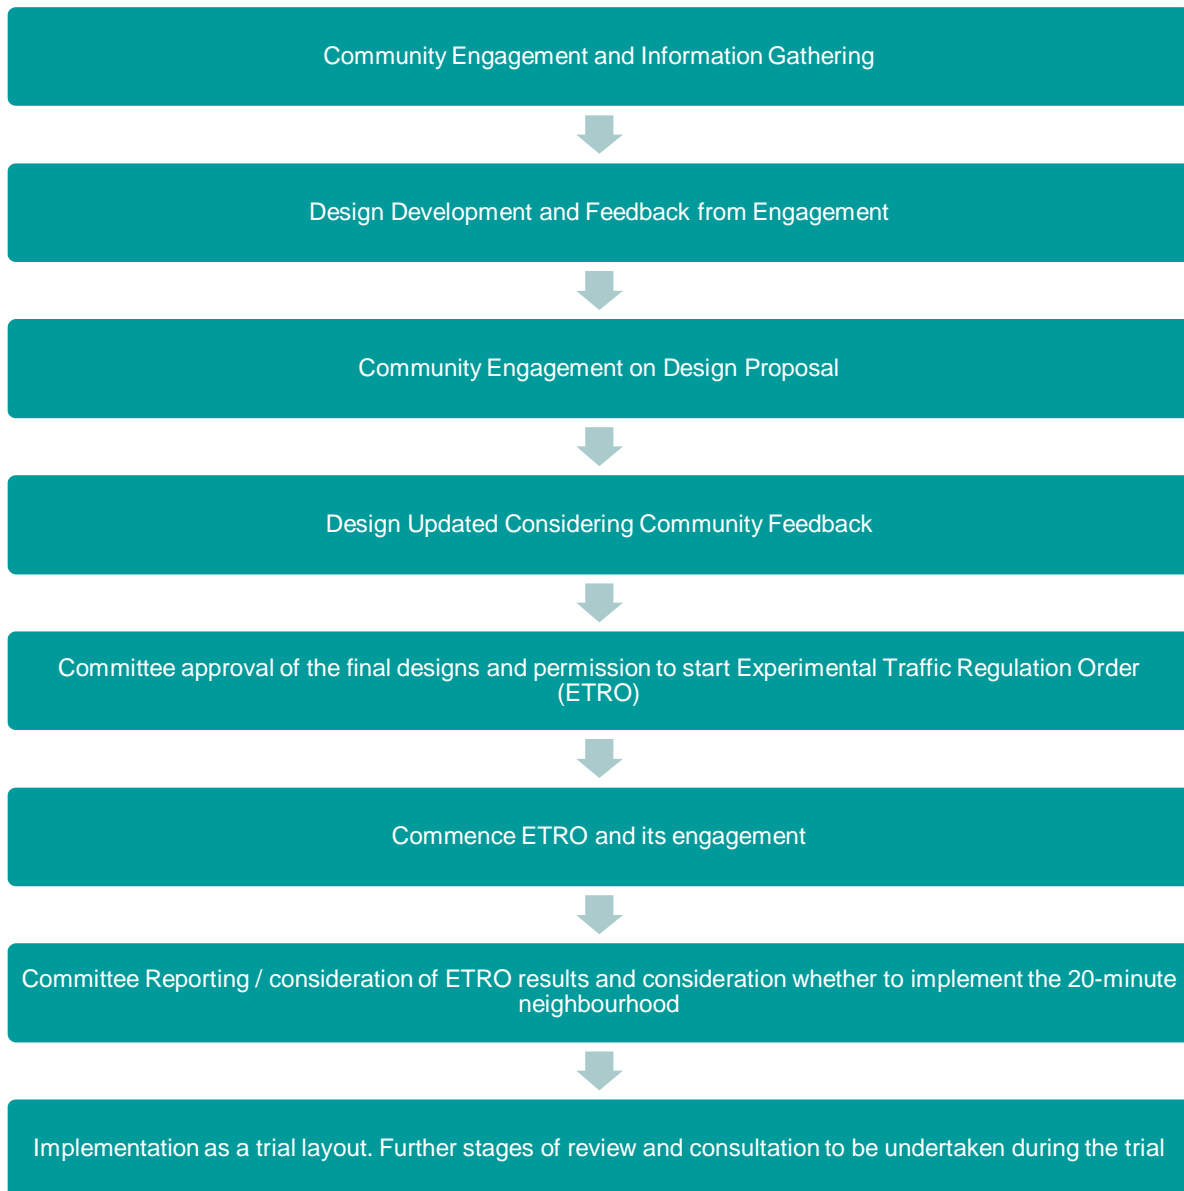 Community Engagement and Information Gathering
Design Development and Feedback from Engagement
Community Engagement on Design Proposal
Design Updated Considering Community Feedback
Committee approval of the final designs and permission to start Experimental Traffic Regulation Order
(ETRO)
Commence ETRO and its engagement
Committee Reporting / consideration of ETRO results and consideration whether to implement the 20-minute
neighbourhood
Implementation as a trial layout. Further stages of review and consultation to be undertaken during the trial